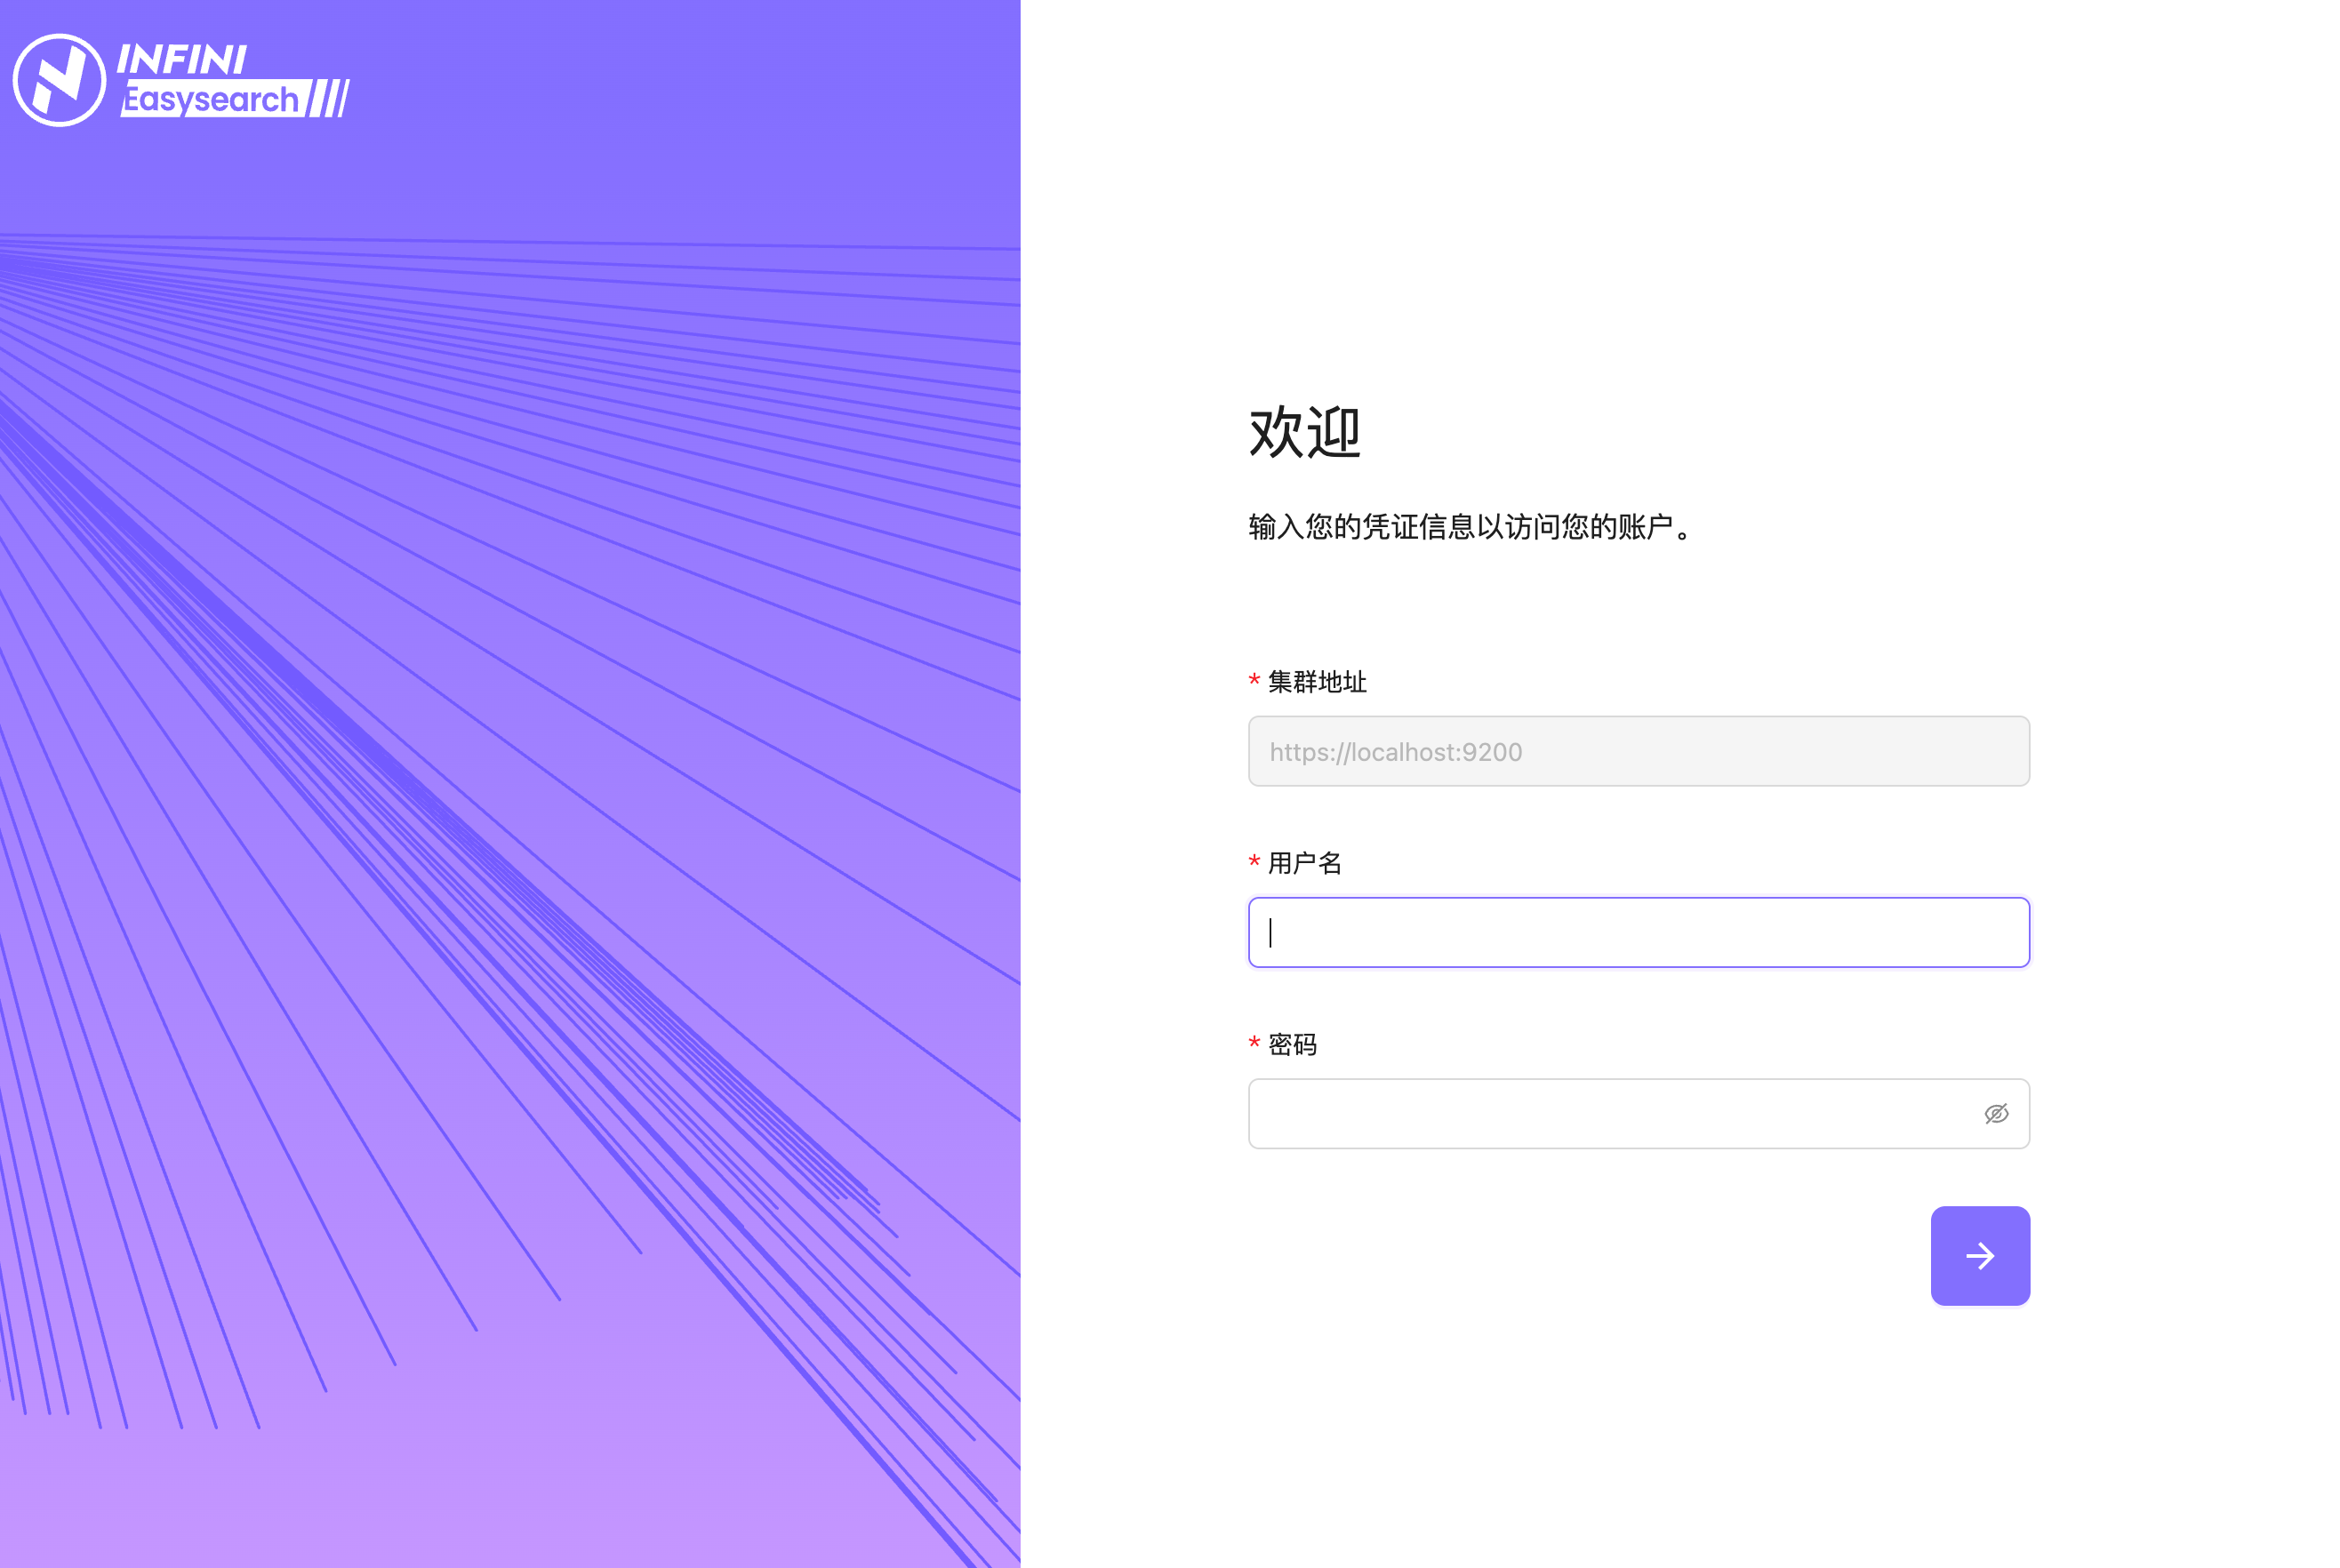 INFINI
Easysearch
欢迎
输入您的凭证信息以访问您的账户。
* 集群地址
https://localhost:9200
* 用户名
* 密码